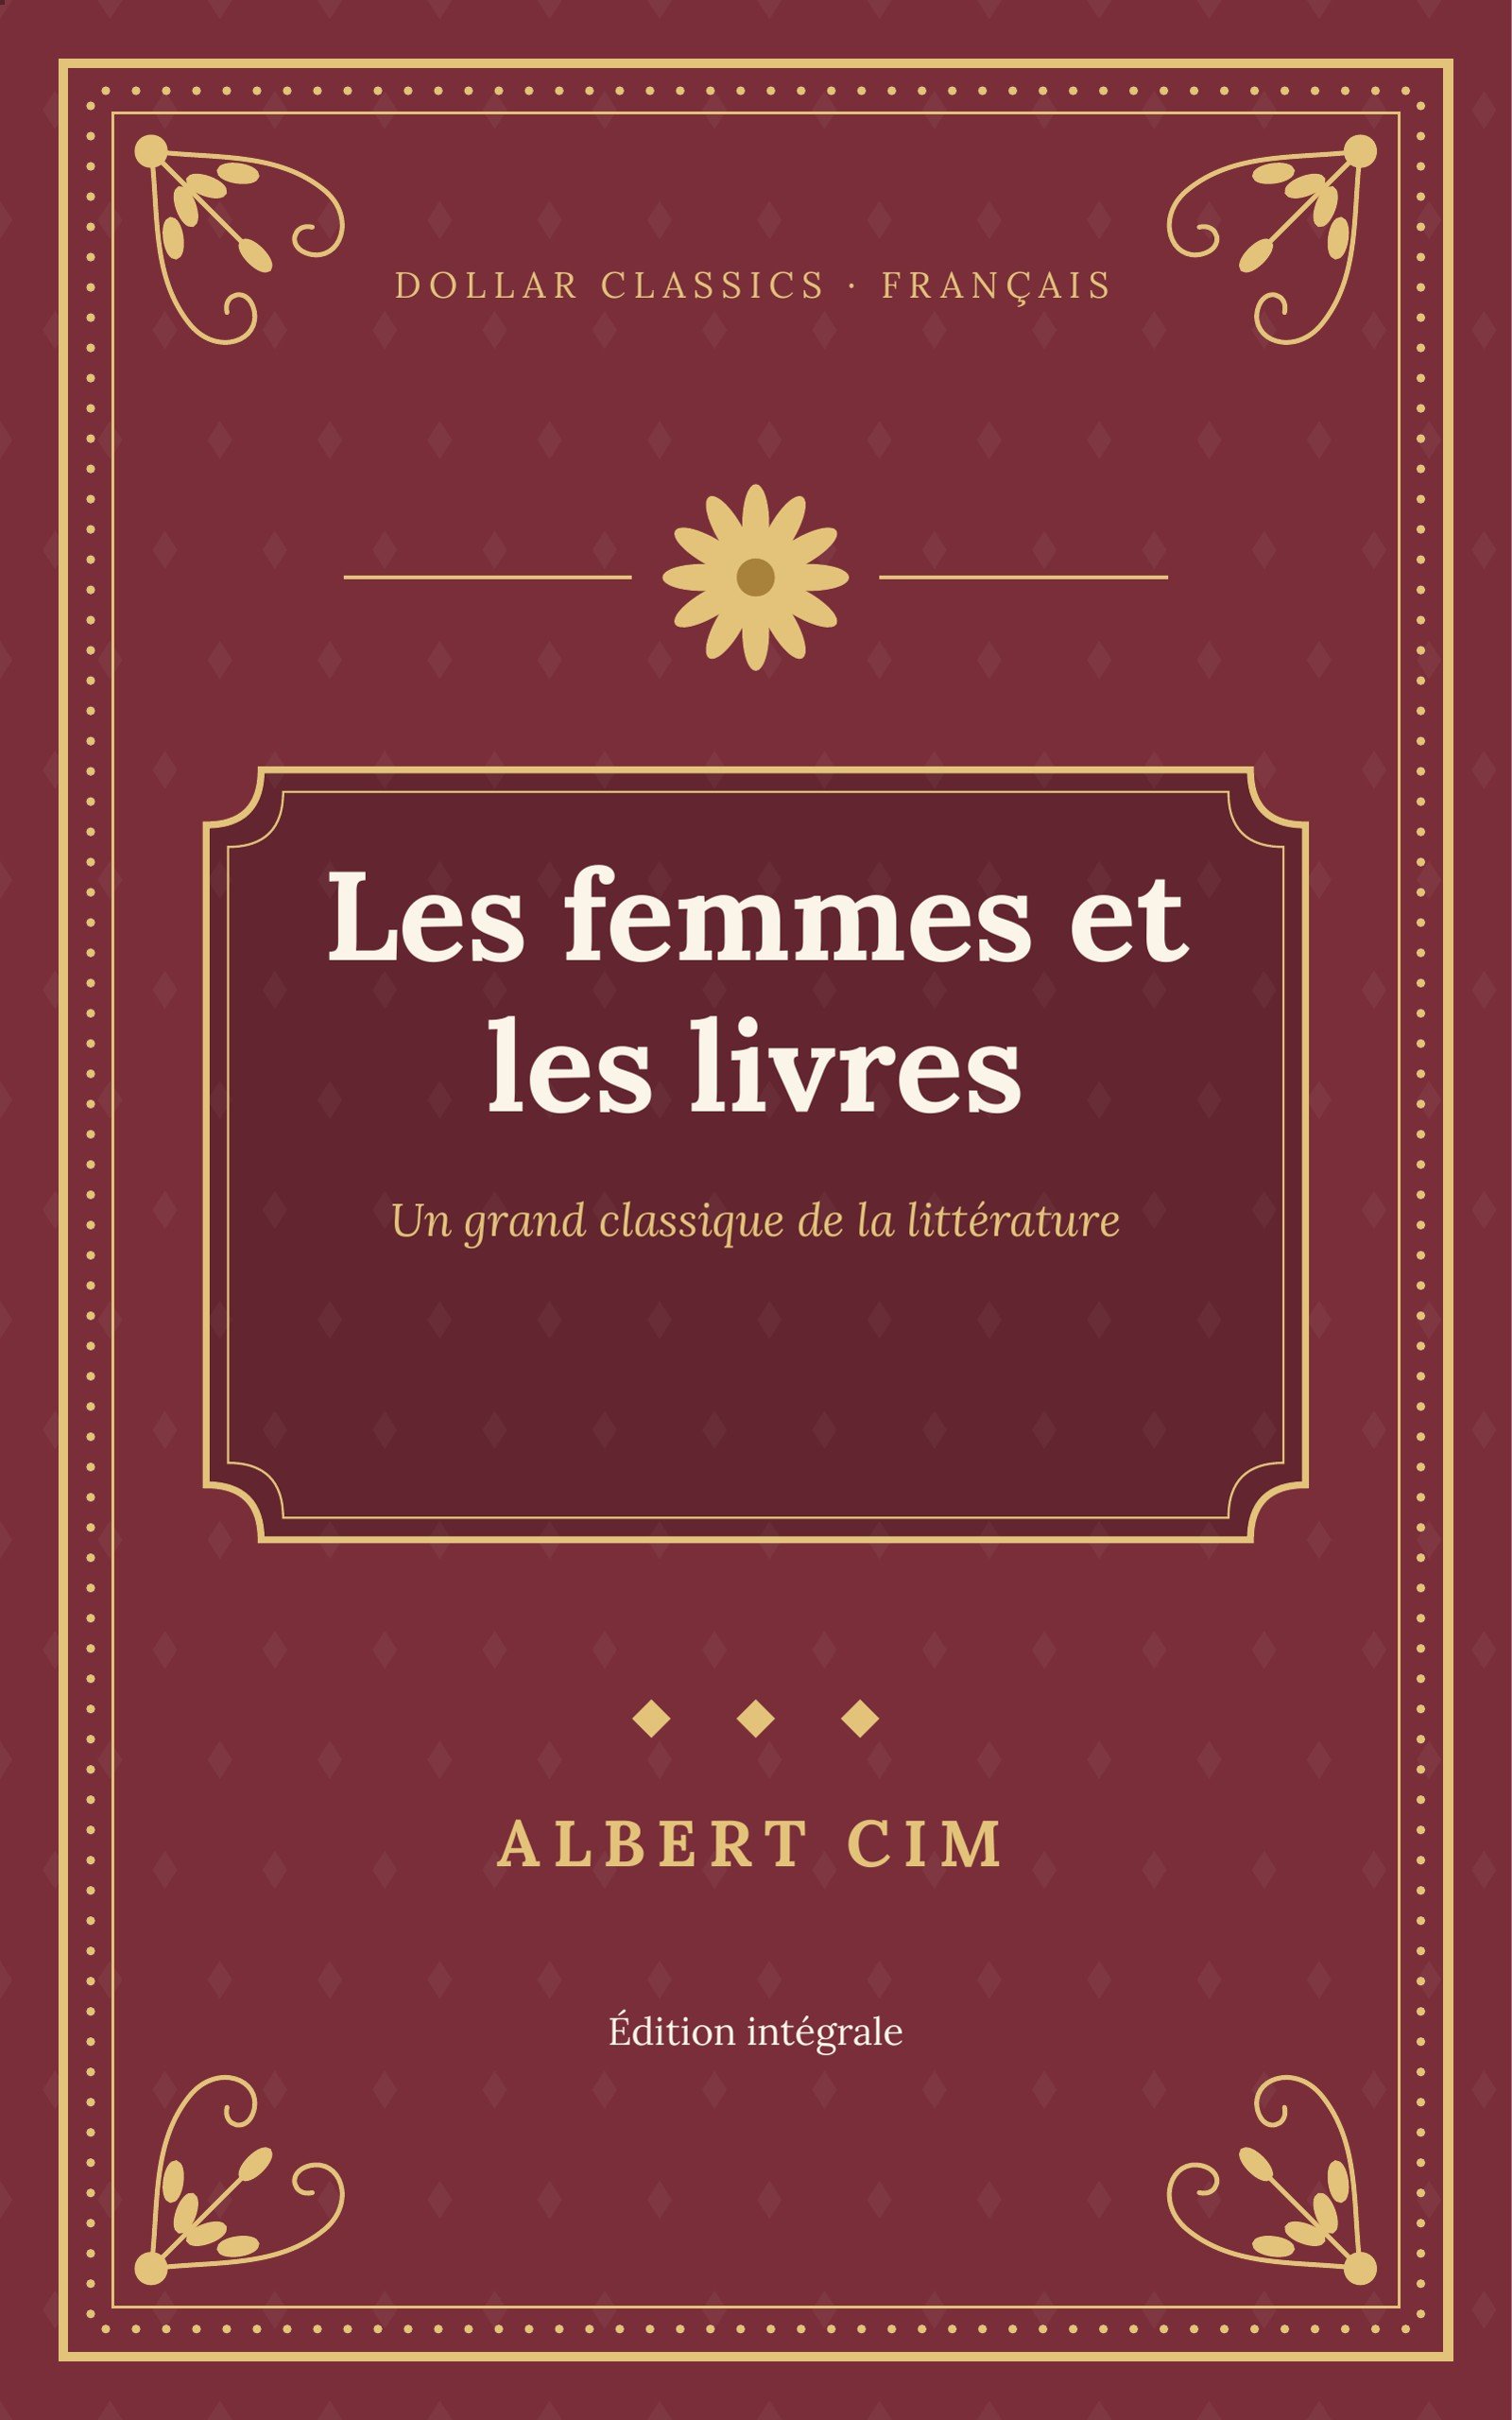 DOLLAR CLASSICS · FRANÇAIS
Les femmes et
les livres
Un grand classique de la littérature
ALBERT CIM
Édition intégrale